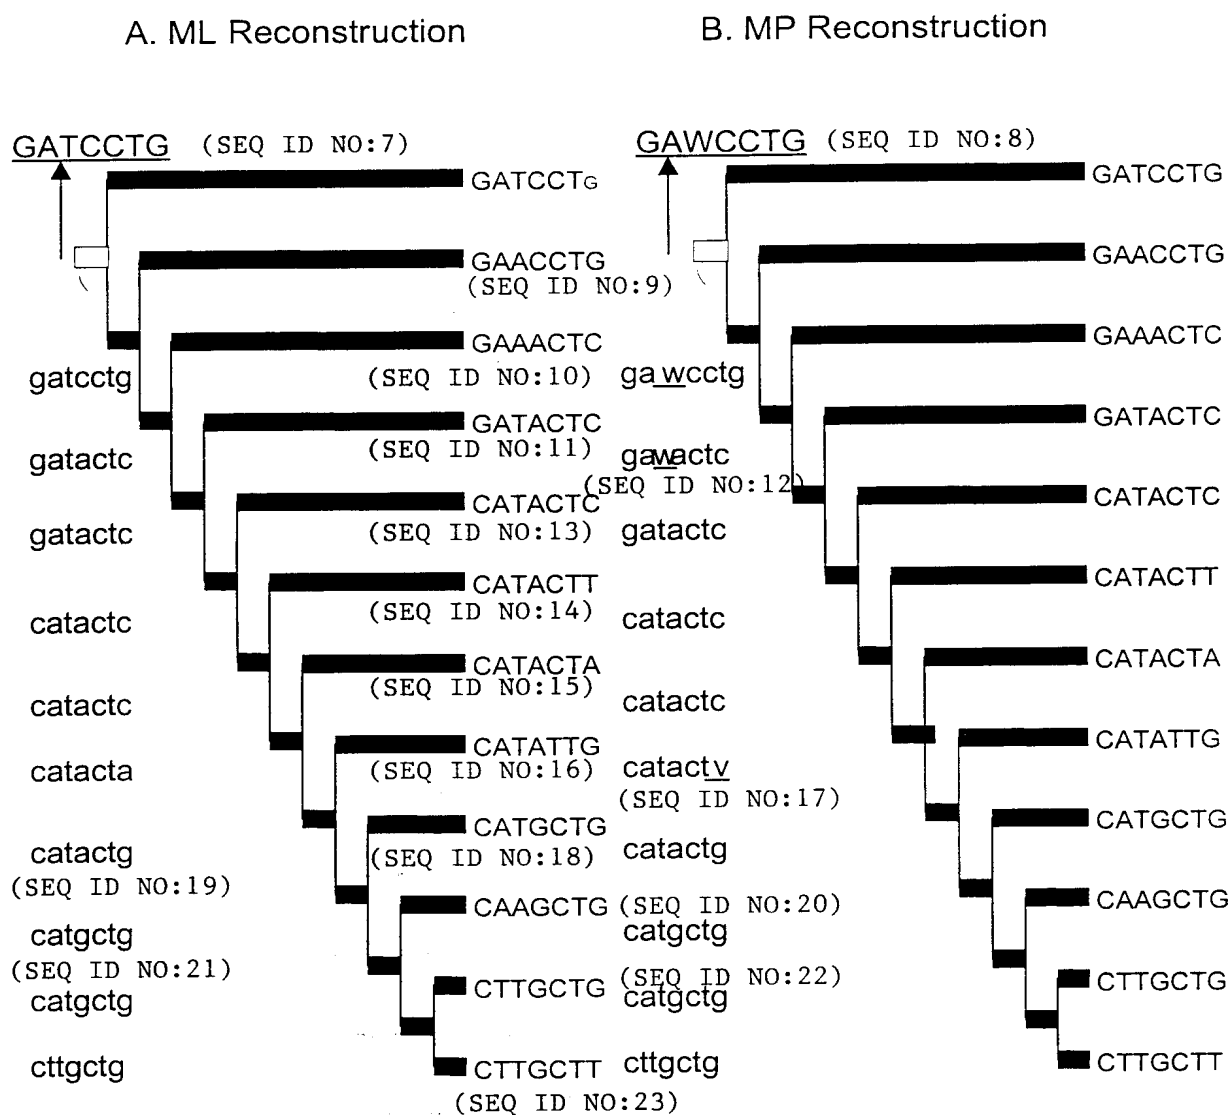 A. ML Reconstruction
B. MP Reconstruction
GATCCTG (SEQ ID NO:7)
GAWCCTG (SEQ ID NO:8)
GATCCTG
GATCCTG
GAACCTG
(SEQ ID NO:9)
GAACCTG
GAAACTC
GAAACTC
gatcctg
(SEQ ID NO:10)
gawcctg
GATACTC
(SEQ ID NO:11)
GATACTC
gatactc
gawactc
(SEQ ID NO:12)
CATACTC
(SEQ ID NO:13)
CATACTC
gatactc
gatactc
CATACTT
(SEQ ID NO:14)
CATACTT
catactc
catactc
CATACTA
(SEQ ID NO:15)
CATACTA
catactc
catactc
CATATTG
(SEQ ID NO:16)
CATATTG
catacta
catactv
(SEQ ID NO:17)
CATGCTG
(SEQ ID NO:18)
CATGCTG
catactg
(SEQ ID NO:19)
catactg
CAAGCTG (SEQ ID NO:20)
CAAGCTG
catgctg
(SEQ ID NO:21)
catgctg
CTTGCTG (SEQ ID NO:22)
CTTGCTG
catgctg
catgctg
cttgctg
CTTGCTT
(SEQ ID NO:23)
cttgctg
CTTGCTT